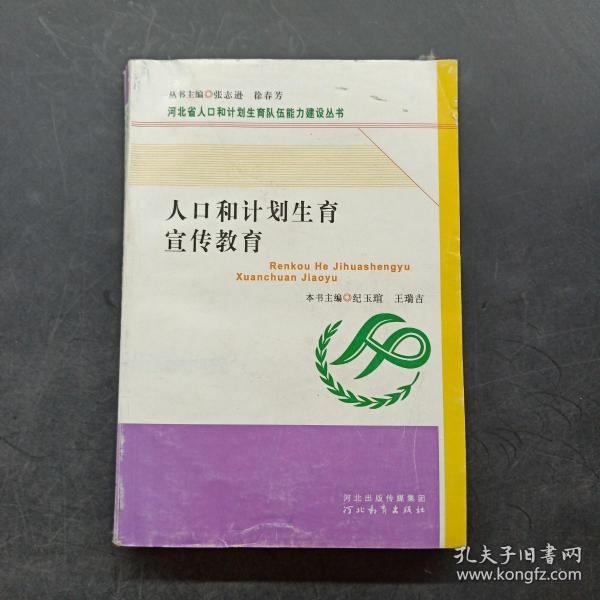 丛书主编◎张志逊 徐春芳
河北省人口和计划生育队伍能力建设丛书
人口和计划生育
宣传教育
Renkou He Jihuashengyu
Xuanchuan Jiaoyu
本书主编◎纪玉瑄 王瑞吉
河北出版传媒集团
河北教育出版社
孔夫子旧书网
www.kongfz.com